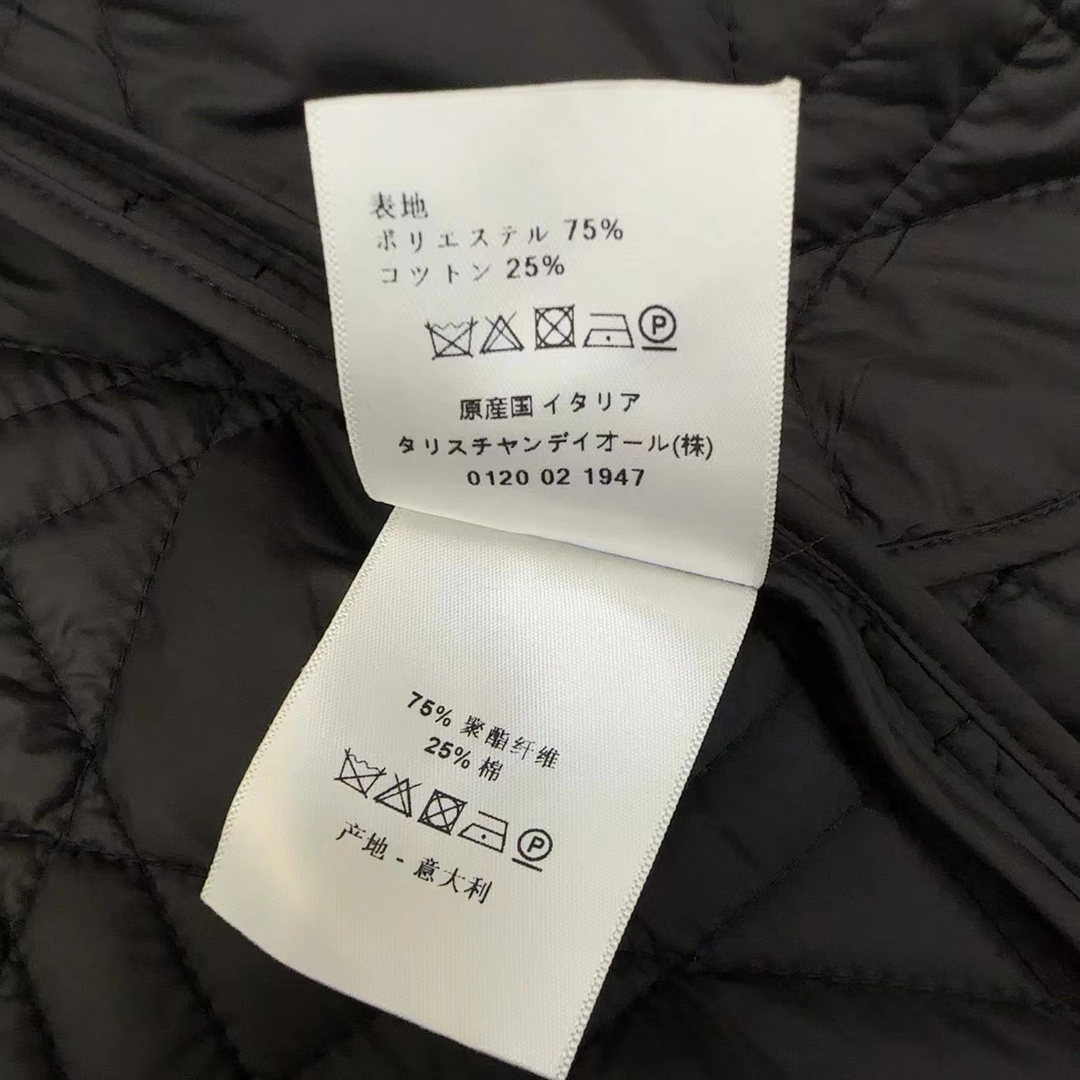 表地
ポリエステル 75%
コツトン 25%
P
原産国 イタリア
タリスチャンデイオール(株)
0120 02 1947
75% 聚酯纤维
25% 棉
P
产地 - 意大利